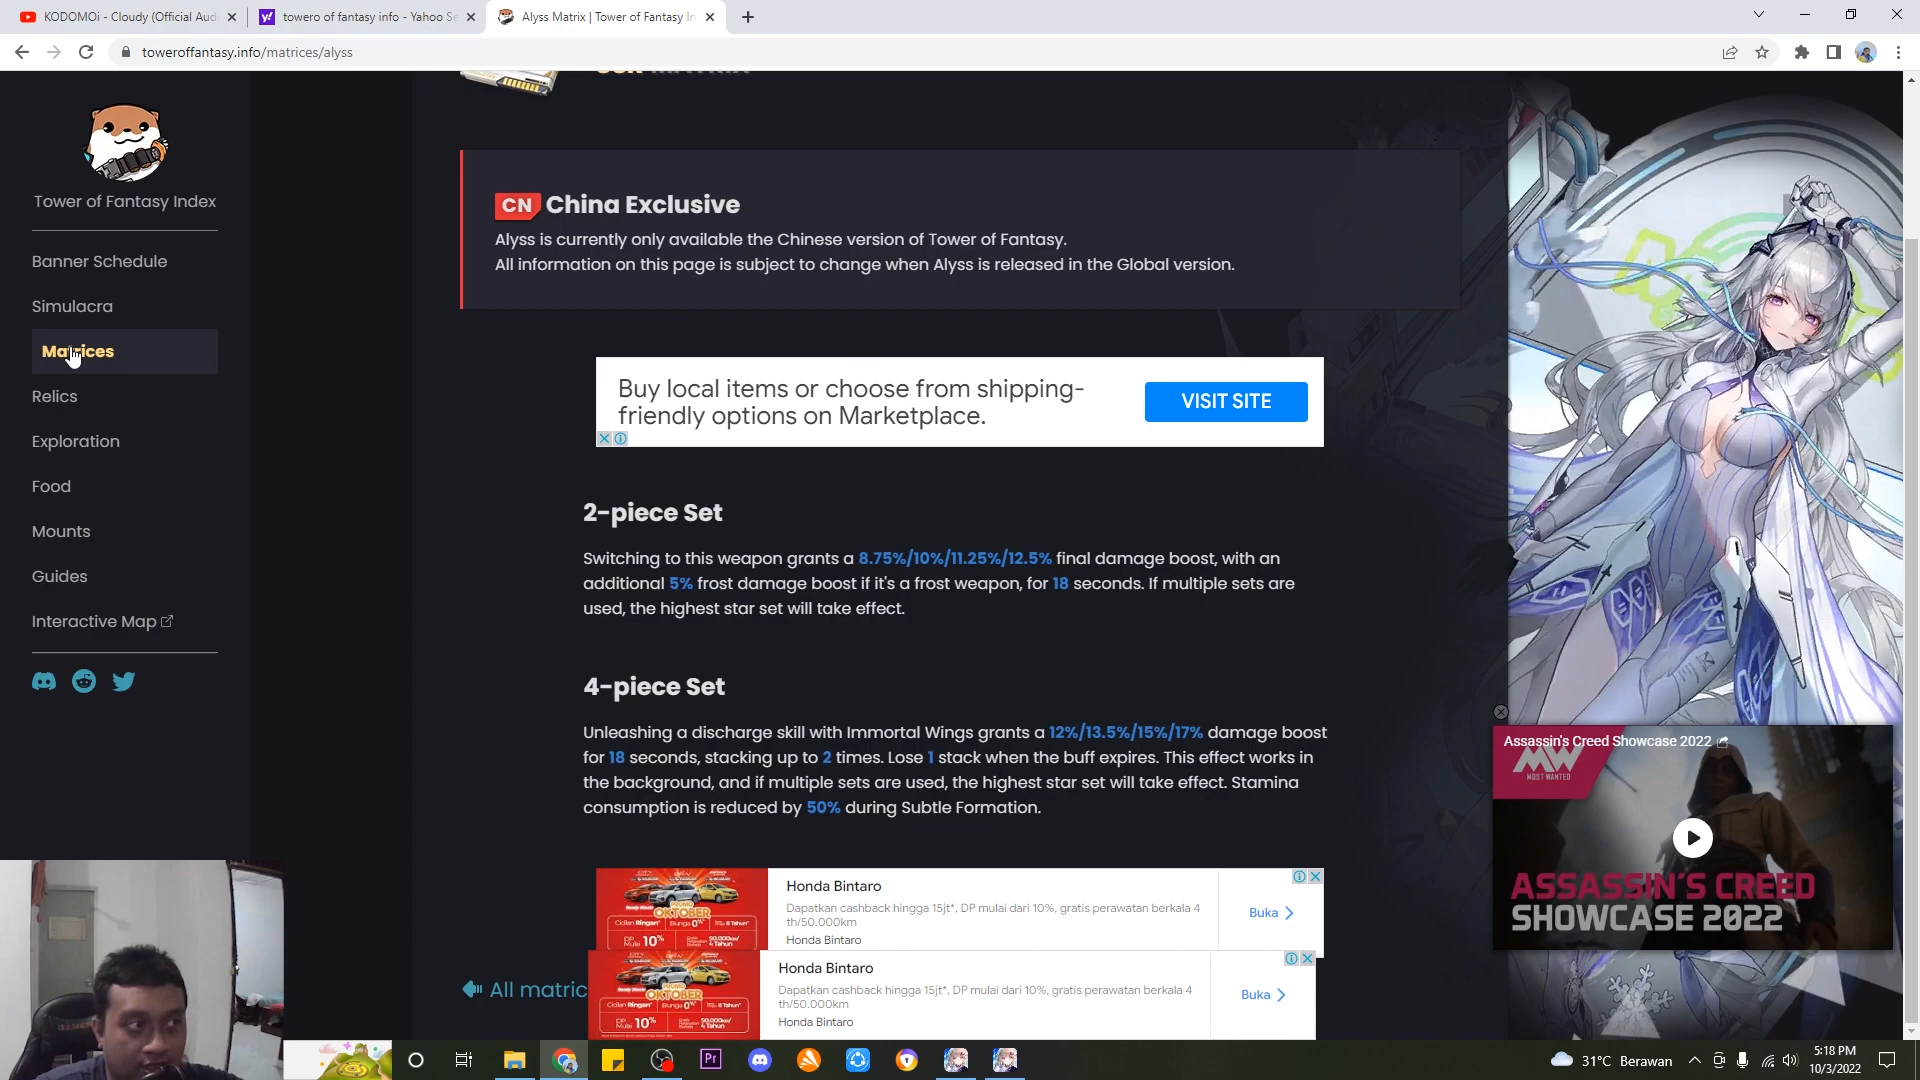 KODOMOi - Cloudy (Official Aud
towero of fantasy info - Yahoo Se
Alyss Matrix | Tower of Fantasy In
toweroffantasy.info/matrices/alyss
Tower of Fantasy Index
Banner Schedule
Simulacra
Matrices
Relics
Exploration
Food
Mounts
Guides
Interactive Map
CN China Exclusive
Alyss is currently only available the Chinese version of Tower of Fantasy.
All information on this page is subject to change when Alyss is released in the Global version.
Buy local items or choose from shipping-
friendly options on Marketplace.
VISIT SITE
2-piece Set
Switching to this weapon grants a 8.75%/10%/11.25%/12.5% final damage boost, with an
additional 5% frost damage boost if it's a frost weapon, for 18 seconds. If multiple sets are
used, the highest star set will take effect.
4-piece Set
Unleashing a discharge skill with Immortal Wings grants a 12%/13.5%/15%/17% damage boost
for 18 seconds, stacking up to 2 times. Lose 1 stack when the buff expires. This effect works in
the background, and if multiple sets are used, the highest star set will take effect. Stamina
consumption is reduced by 50% during Subtle Formation.
Assassin's Creed Showcase 2022
MW
MOST WANTED
ASSASSIN'S CREED
SHOWCASE 2022
OKTOBER
DP Mulai 10%
Honda Bintaro
Dapatkan cashback hingga 15jt*, DP mulai dari 10%, gratis perawatan berkala 4
th/50.000km
Honda Bintaro
Buka
OKTOBER
DP Mulai 10%
Honda Bintaro
Dapatkan cashback hingga 15jt*, DP mulai dari 10%, gratis perawatan berkala 4
th/50.000km
Honda Bintaro
Buka
All matric
Pr
31°C Berawan
5:18 PM
10/3/2022